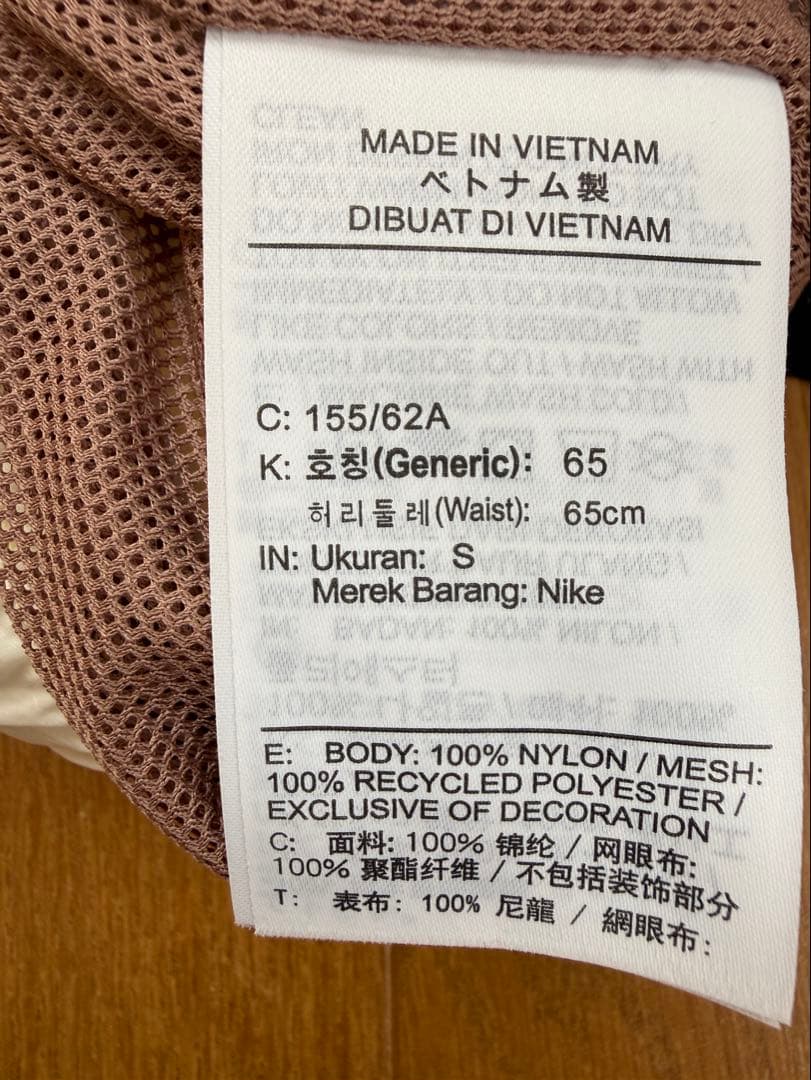 MADE IN VIETNAM
ベトナム製
DIBUAT DI VIETNAM
C: 155/62A
K: 호칭(Generic): 65
허리둘레(Waist): 65cm
IN: Ukuran: S
Merek Barang: Nike
E: BODY: 100% NYLON / MESH:
100% RECYCLED POLYESTER /
EXCLUSIVE OF DECORATION
C: 面料: 100% 锦纶 / 网眼布:
100% 聚酯纤维 / 不包括装饰部分
T: 表布: 100% 尼龍 / 網眼布: